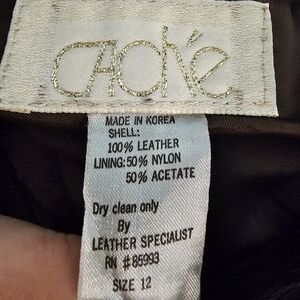 CACHé
MADE IN KOREA
SHELL:
100% LEATHER
LINING: 50% NYLON
50% ACETATE
Dry clean only
By
LEATHER SPECIALIST
RN #85993
SIZE 12